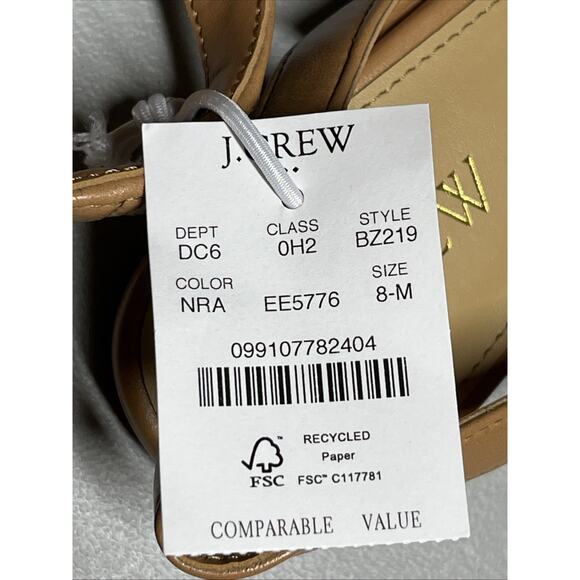 J.CREW
DEPT CLASS STYLE
DC6 0H2 BZ219
COLOR SIZE
NRA EE5776 8-M
099107782404
RECYCLED
Paper
FSC™ C117781
FSC
COMPARABLE VALUE
EW